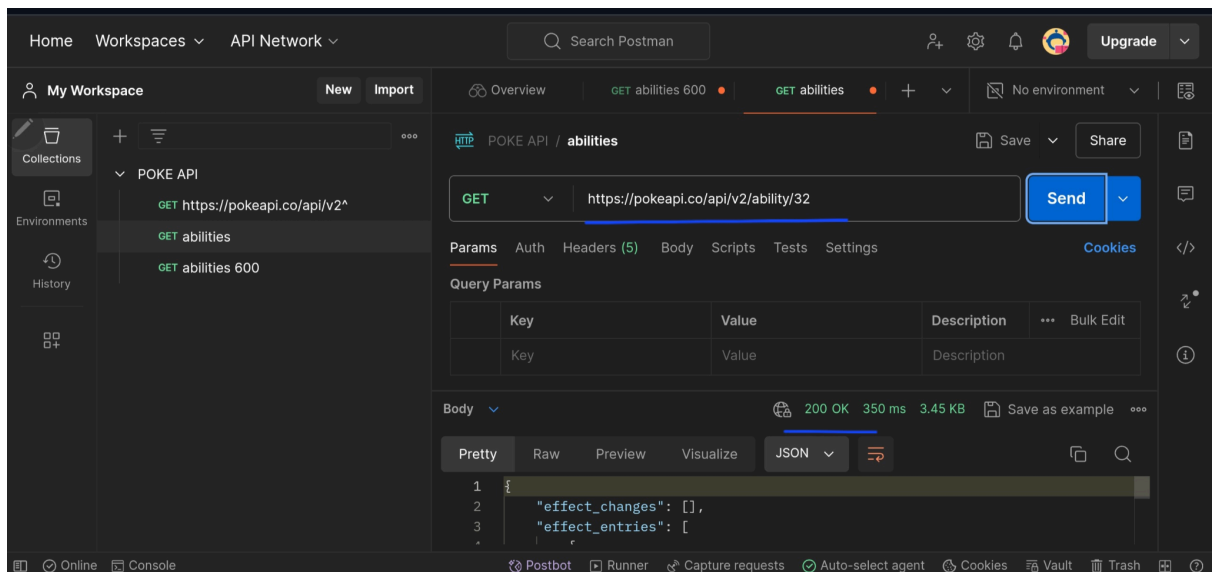 Home Workspaces API Network Search Postman Upgrade
My Workspace New Import Overview GET abilities 600 GET abilities No environment
Collections
Environments
History
POKE API
GET https://pokeapi.co/api/v2^
GET abilities
GET abilities 600
HTTP POKE API / abilities Save Share
GET https://pokeapi.co/api/v2/ability/32 Send
Params Auth Headers (5) Body Scripts Tests Settings Cookies
Query Params
Key Value Description Bulk Edit
Key Value Description
Body 200 OK 350 ms 3.45 KB Save as example
Pretty Raw Preview Visualize JSON
1 {
2 "effect_changes": [],
3 "effect_entries": [
Online Console Postbot Runner Capture requests Auto-select agent Cookies Vault Trash